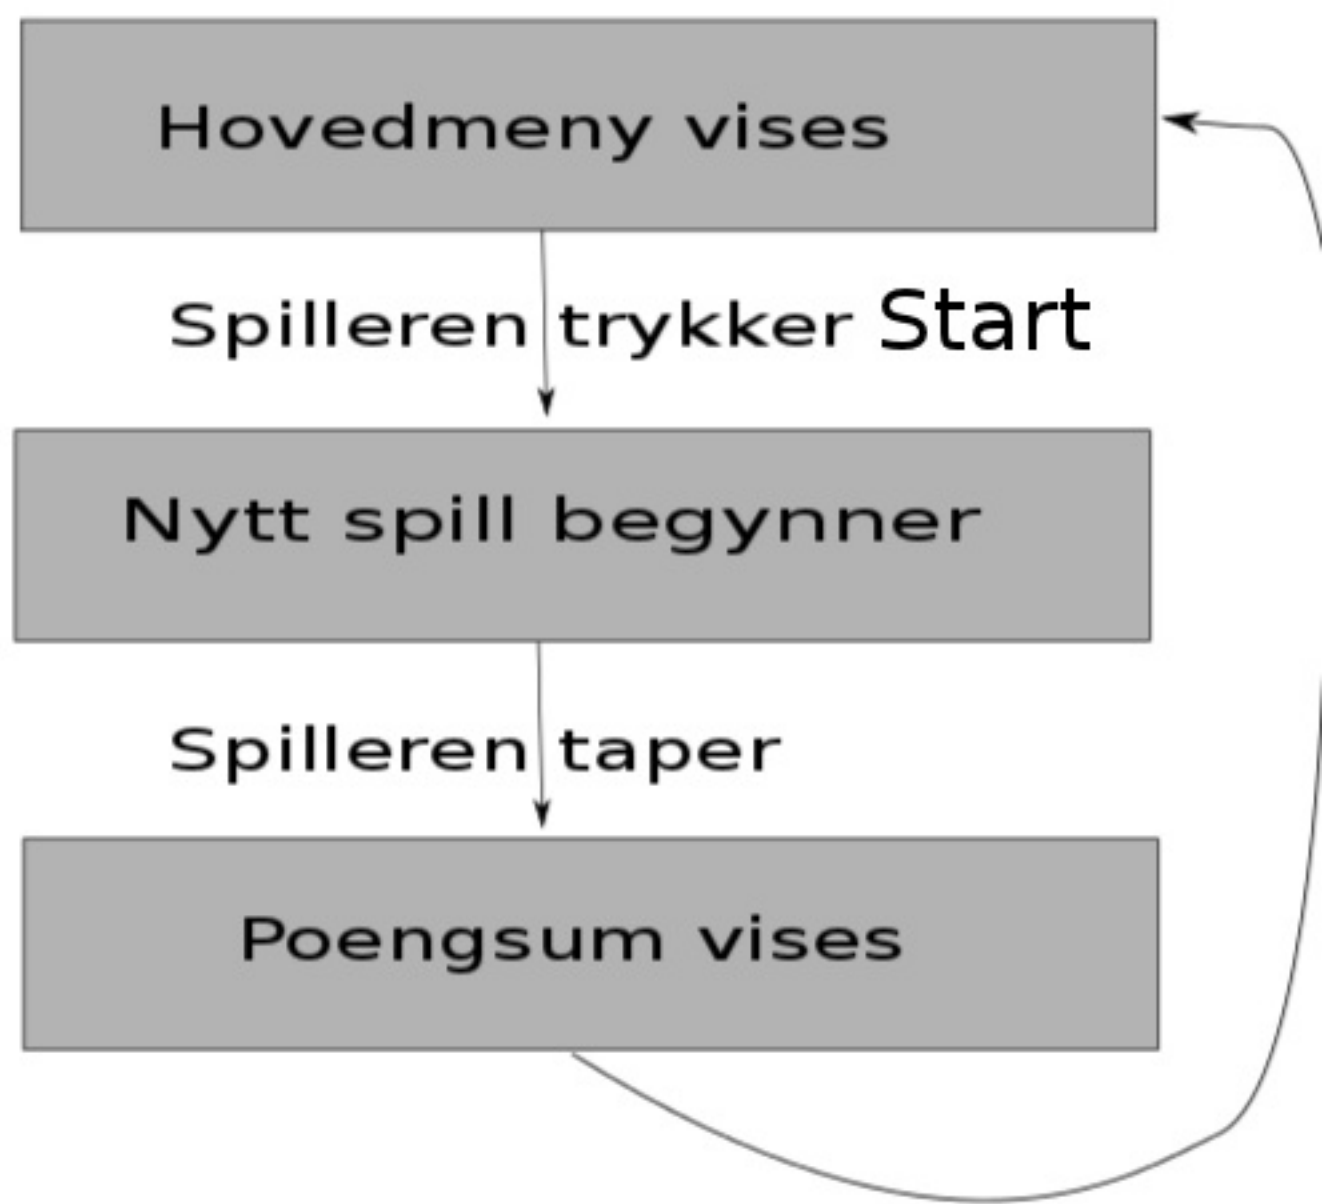 Hovedmeny vises
Spilleren trykker Start
Nytt spill begynner
Spilleren taper
Poengsum vises